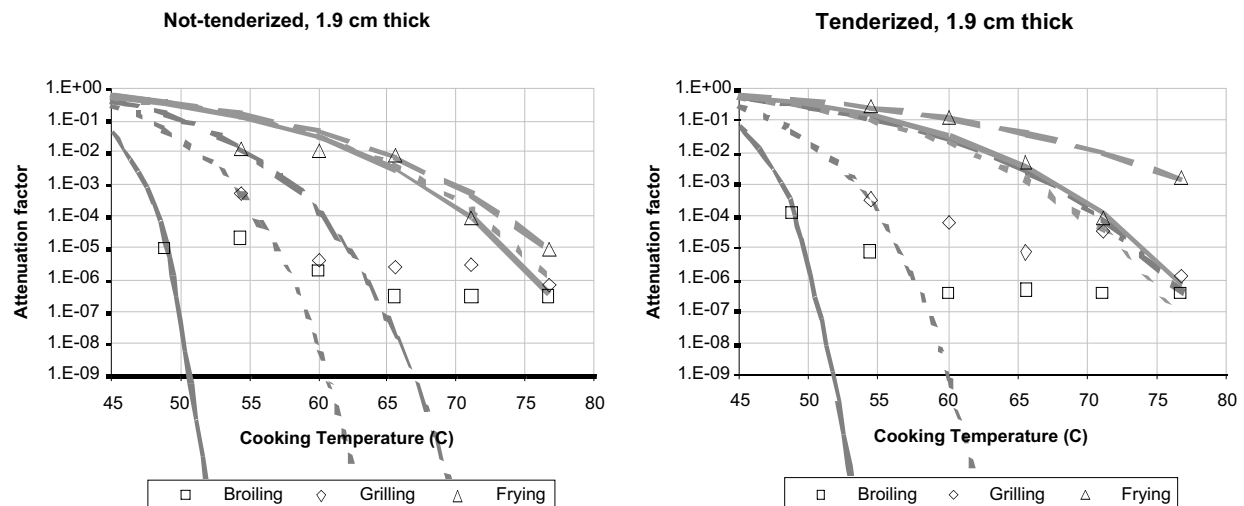 Not-tenderized, 1.9 cm thick
Attenuation factor
1.E+00
1.E-01
1.E-02
1.E-03
1.E-04
1.E-05
1.E-06
1.E-07
1.E-08
1.E-09
45 50 55 60 65 70 75 80
Cooking Temperature (C)
Broiling Grilling Frying
Tenderized, 1.9 cm thick
Attenuation factor
1.E+00
1.E-01
1.E-02
1.E-03
1.E-04
1.E-05
1.E-06
1.E-07
1.E-08
1.E-09
45 50 55 60 65 70 75 80
Cooking Temperature (C)
Broiling Grilling Frying